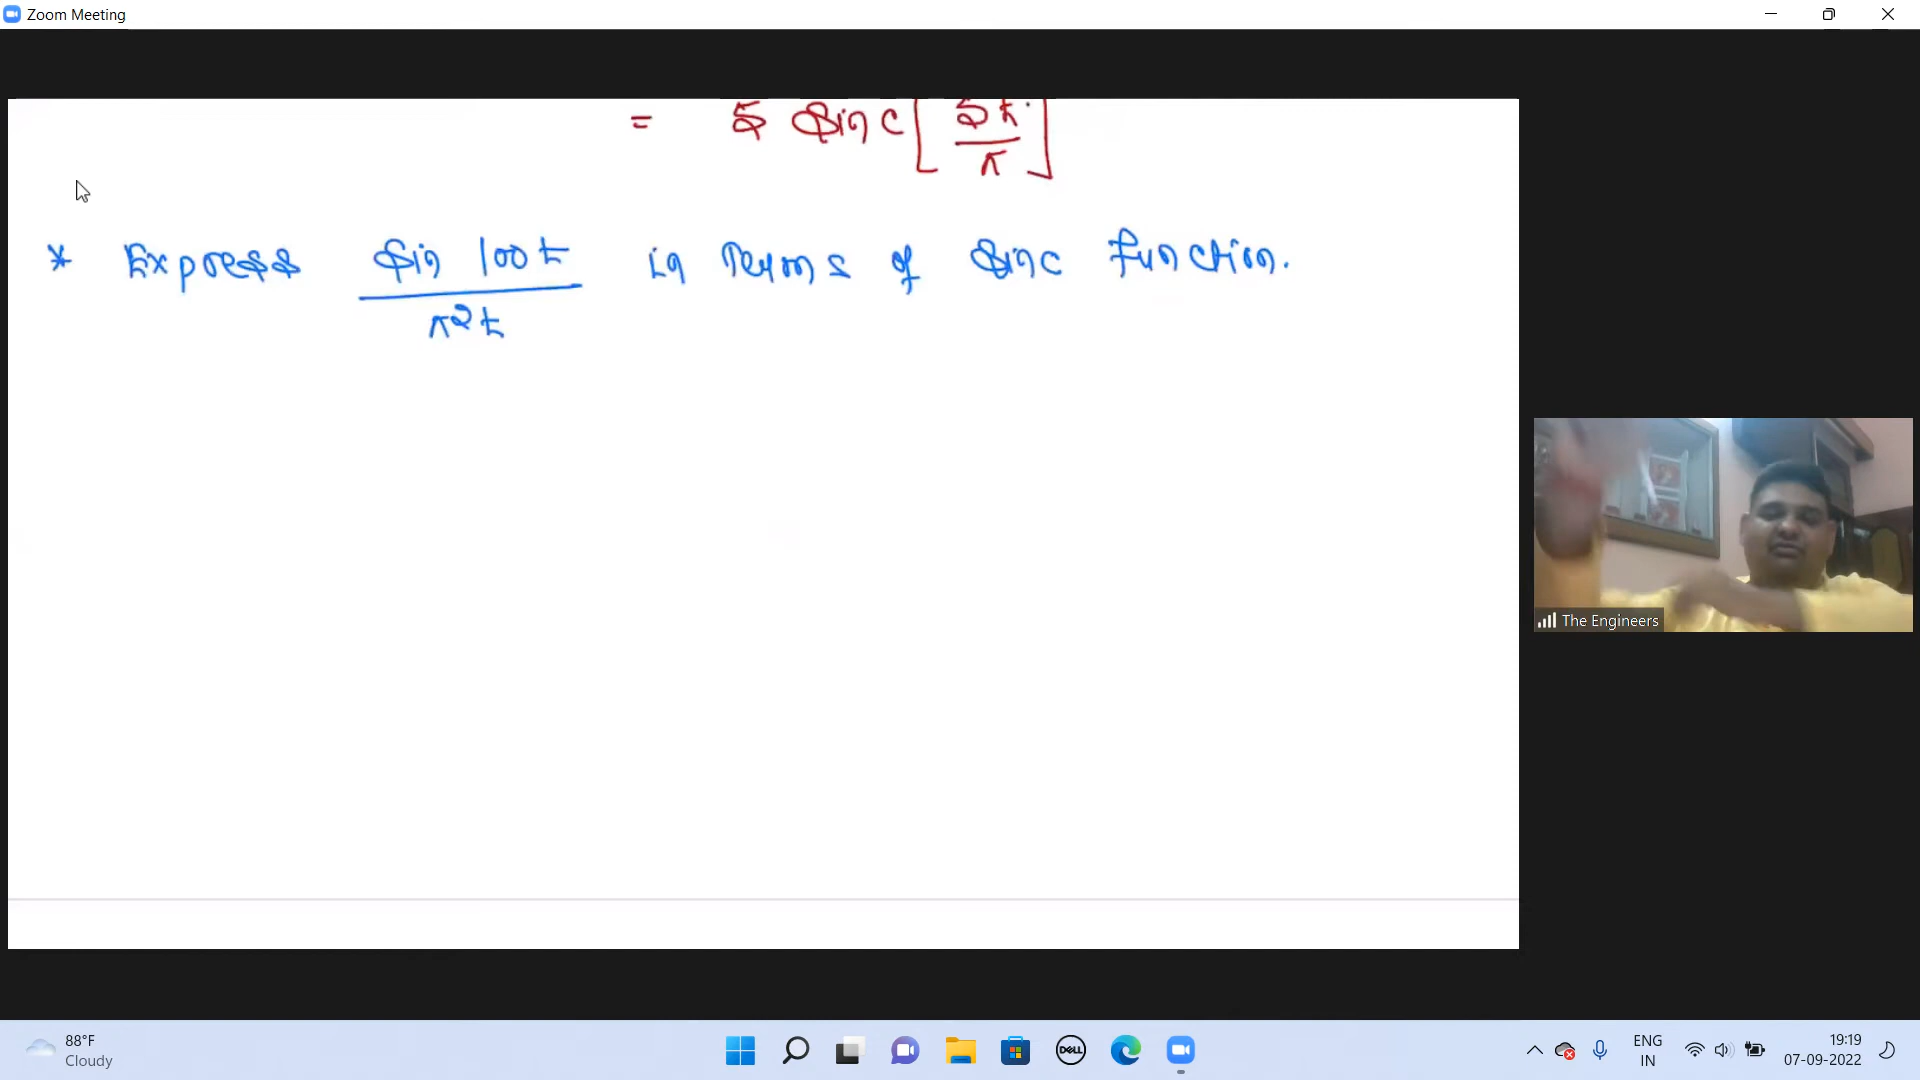 Zoom Meeting
= 5 Sinc [ 5t / π ]
* Express Sin 100t / π²t in terms of Sinc function.
The Engineers
88°F
Cloudy
DELL
ENG
IN
19:19
07-09-2022